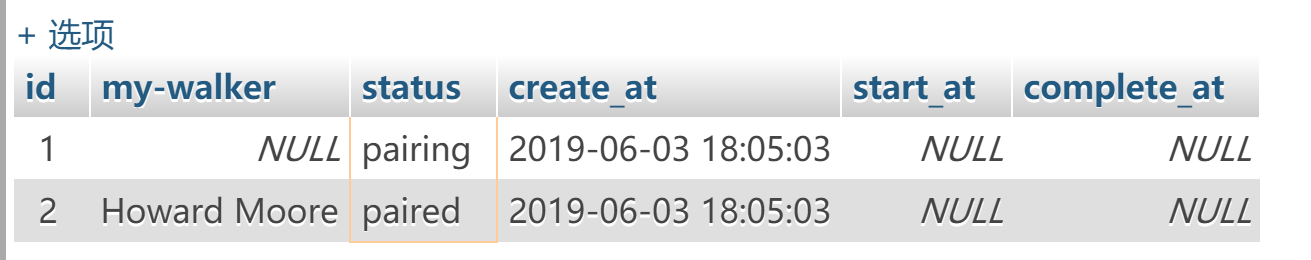 + 选项
id my-walker status create_at start_at complete_at
1 NULL pairing 2019-06-03 18:05:03 NULL NULL
2 Howard Moore paired 2019-06-03 18:05:03 NULL NULL